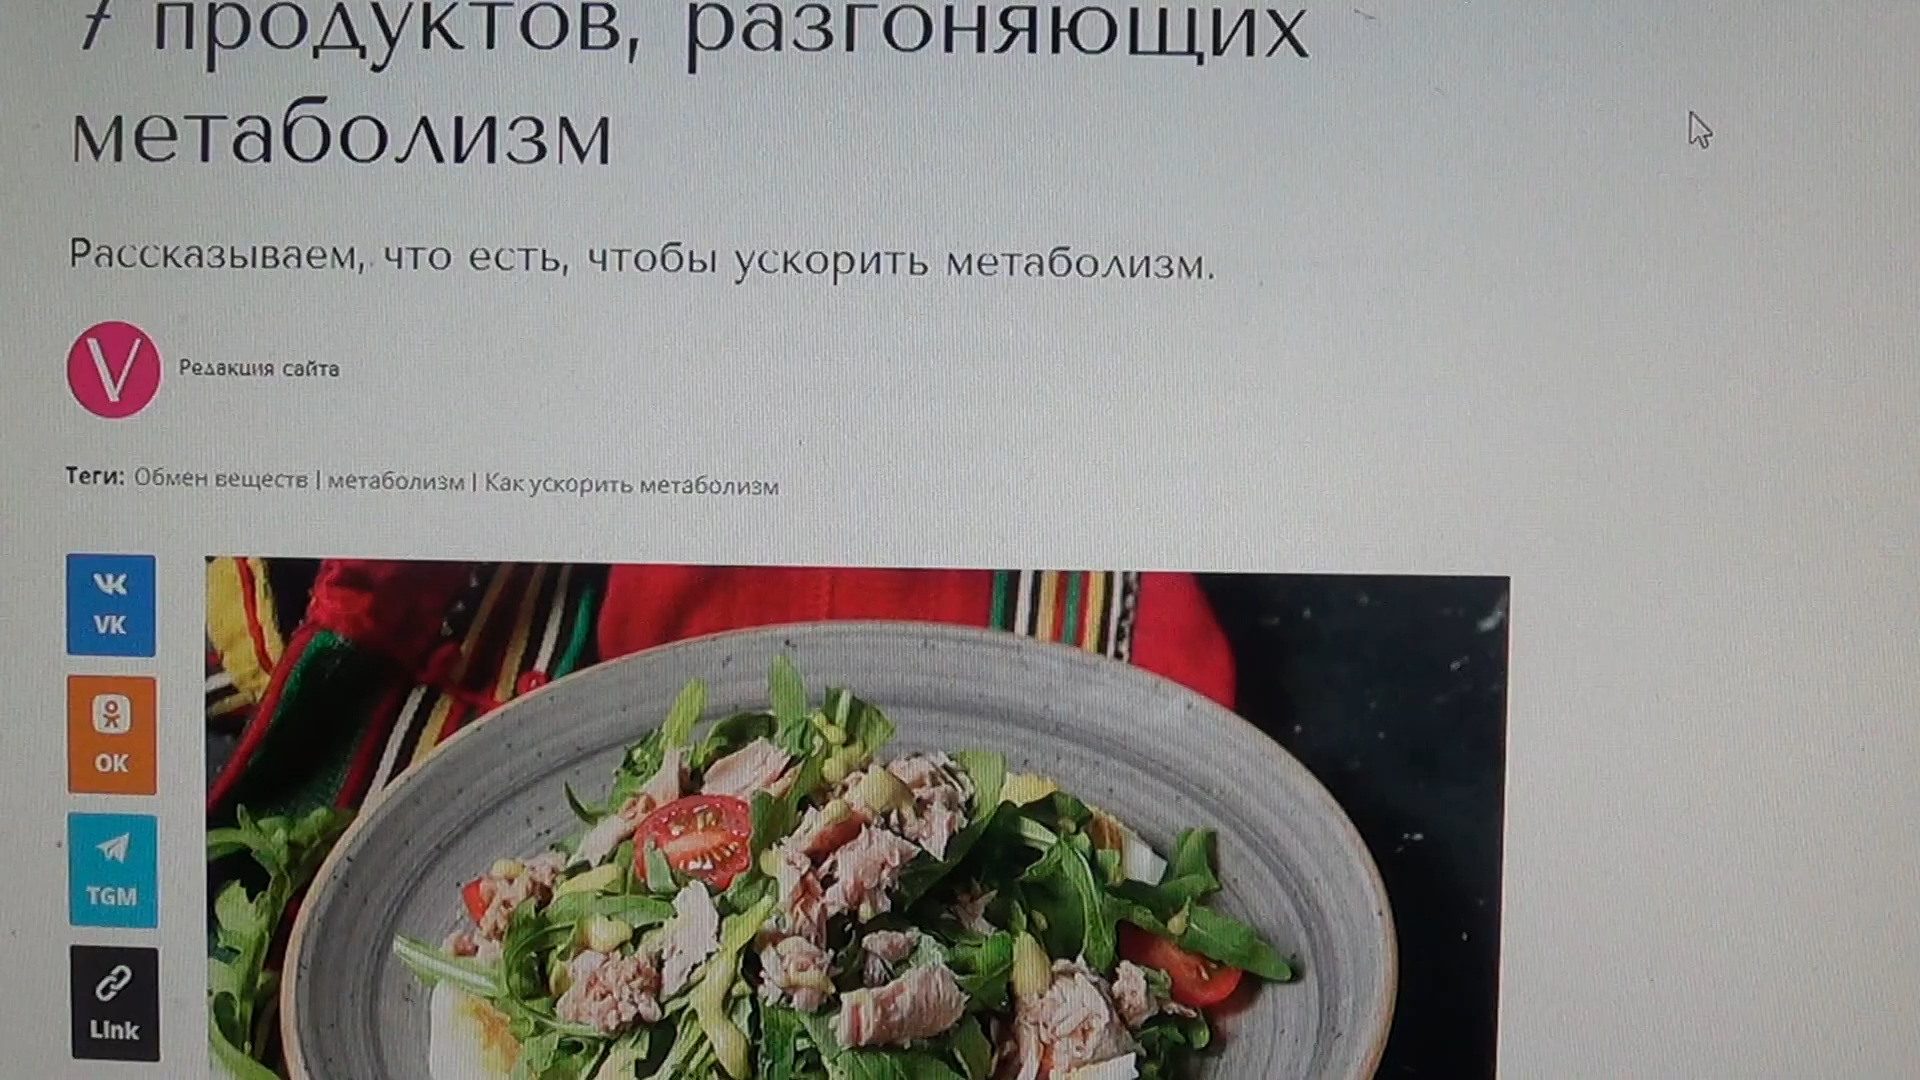 7 продуктов, разгоняющих
метаболизм
Рассказываем, что есть, чтобы ускорить метаболизм.
V
Редакция сайта
Теги: Обмен веществ | метаболизм | Как ускорить метаболизм
VK
OK
TGM
LInk